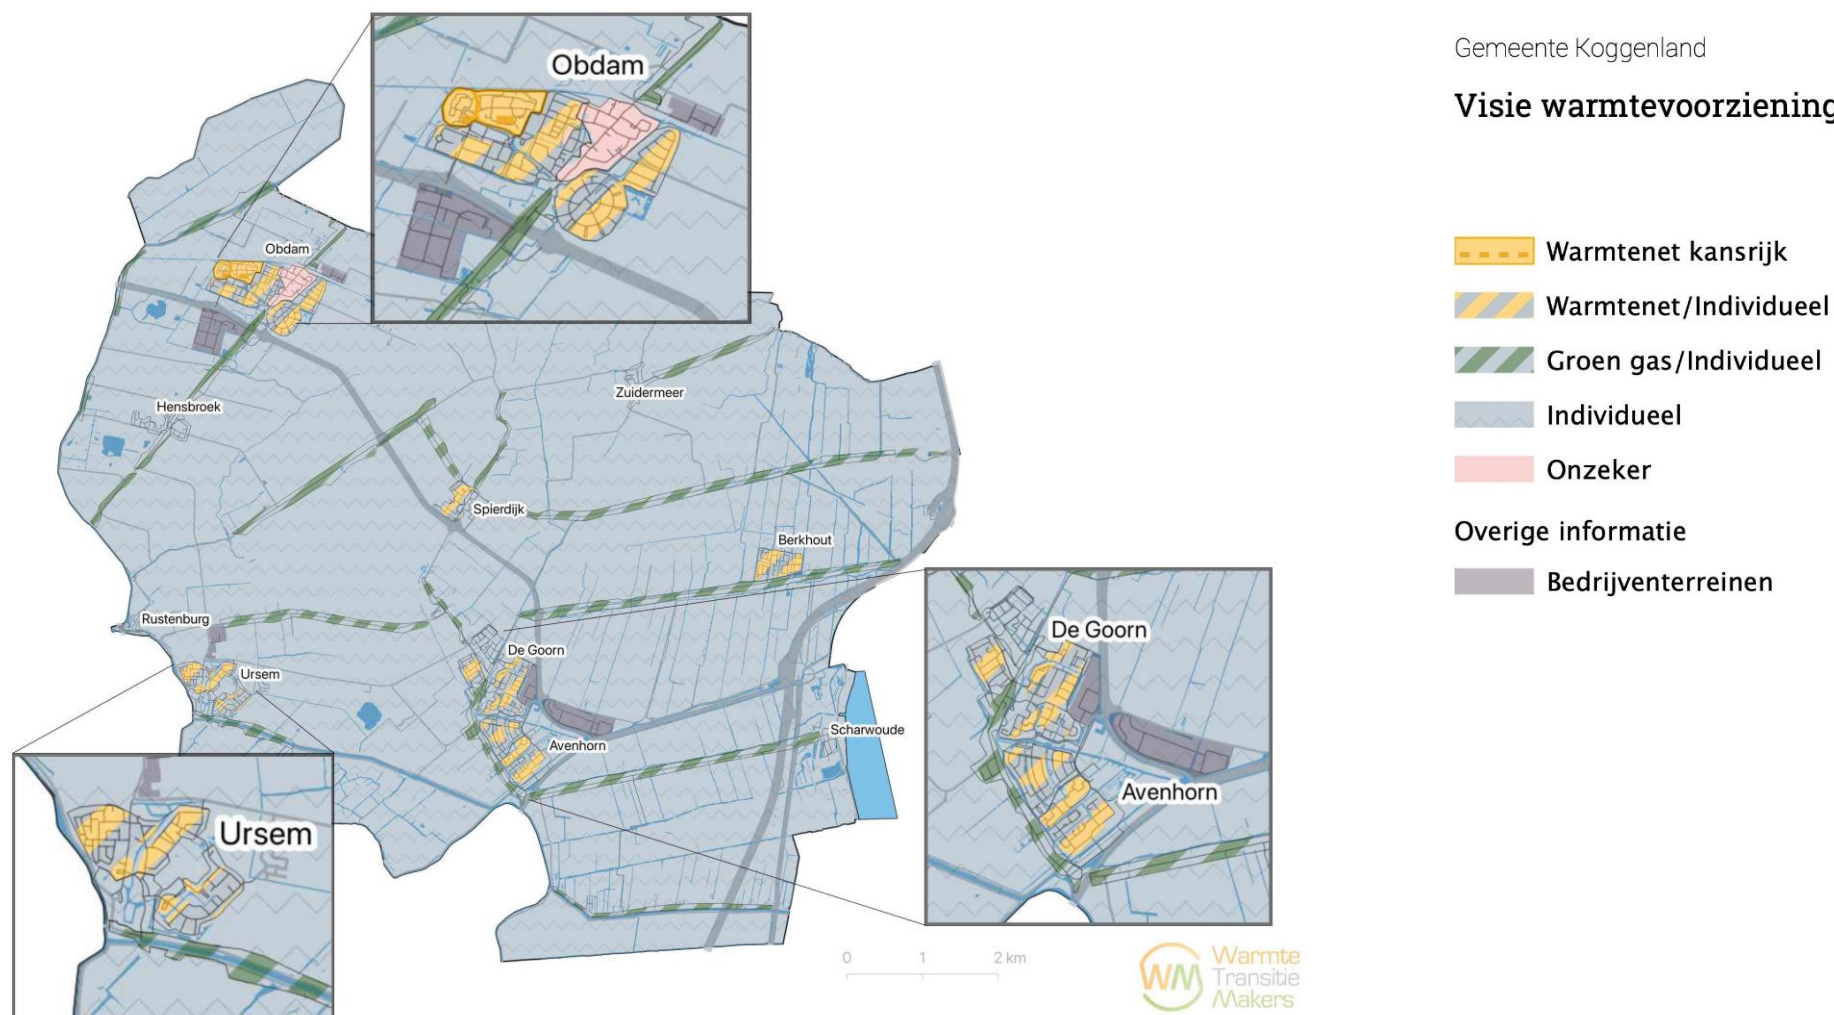 Gemeente Koggenland
Visie warmtevoorziening
Warmtenet kansrijk
Warmtenet/Individueel
Groen gas/Individueel
Individueel
Onzeker
Overige informatie
Bedrijventerreinen
Obdam
Obdam
Hensbroek
Zuidermeer
Spierdijk
Berkhout
Rustenburg
Ursem
De Goorn
Avenhorn
Scharwoude
De Goorn
Avenhorn
Ursem
0 1 2 km
WM
Warmte
Transitie
Makers